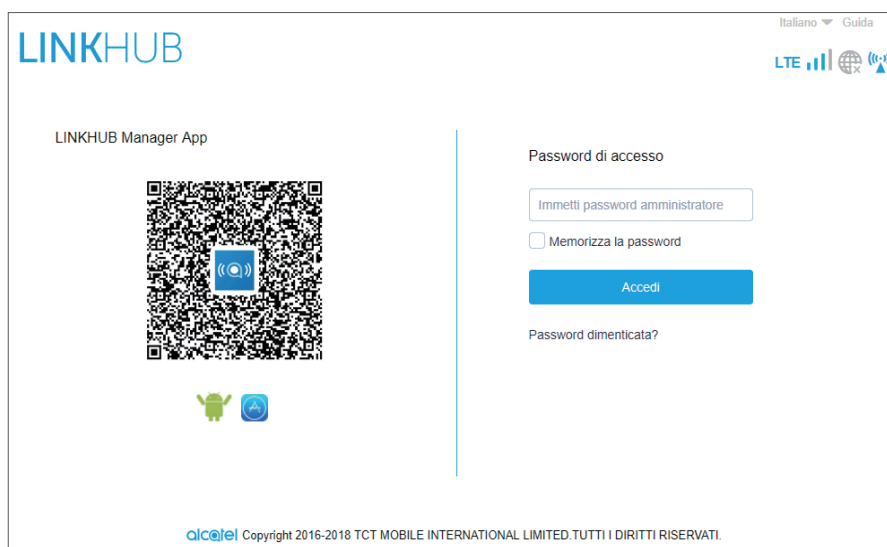 Italiano Guida
LINKHUB
LTE
LINKHUB Manager App
Password di accesso
Immetti password amministratore
Memorizza la password
Accedi
Password dimenticata?
alcatel Copyright 2016-2018 TCT MOBILE INTERNATIONAL LIMITED.TUTTI I DIRITTI RISERVATI.